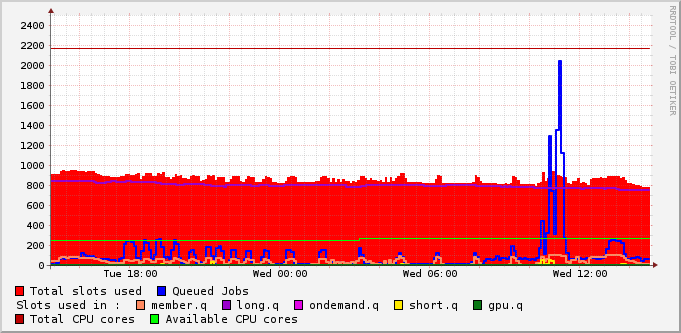 2400
2200
2000
1800
1600
1400
1200
1000
800
600
400
200
0
Tue 18:00 Wed 00:00 Wed 06:00 Wed 12:00
Total slots used Queued Jobs
Slots used in : member.q long.q ondemand.q short.q gpu.q
Total CPU cores Available CPU cores
RRDTOOL / TOBI OETIKER